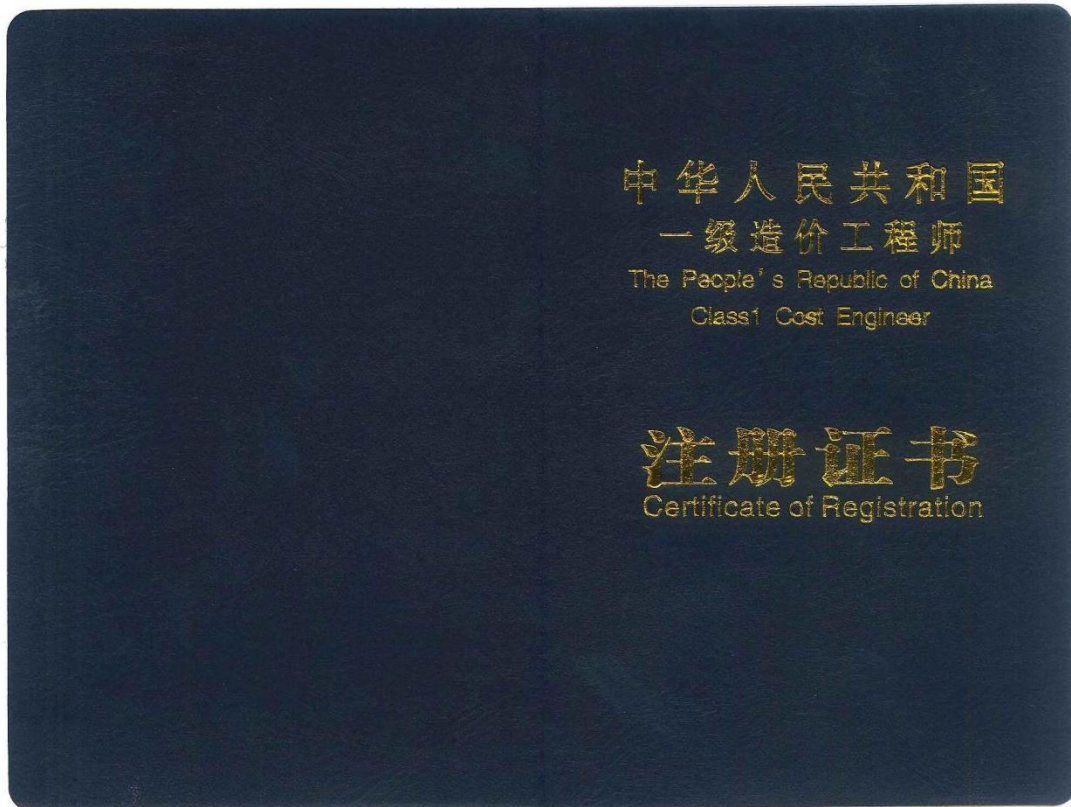 中华人民共和国
一级造价工程师
The People's Republic of China
Class1 Cost Engineer
注册证书
Certificate of Registration